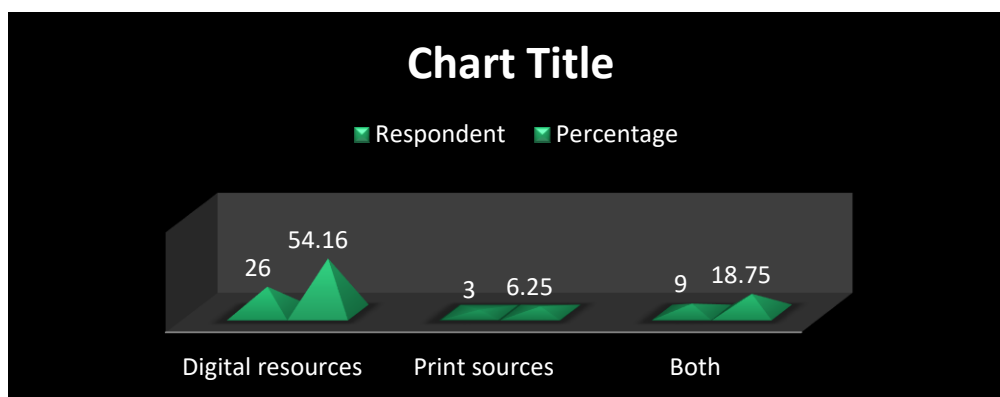 Chart Title
Respondent Percentage
54.16
26
3 6.25
9 18.75
Digital resources Print sources Both